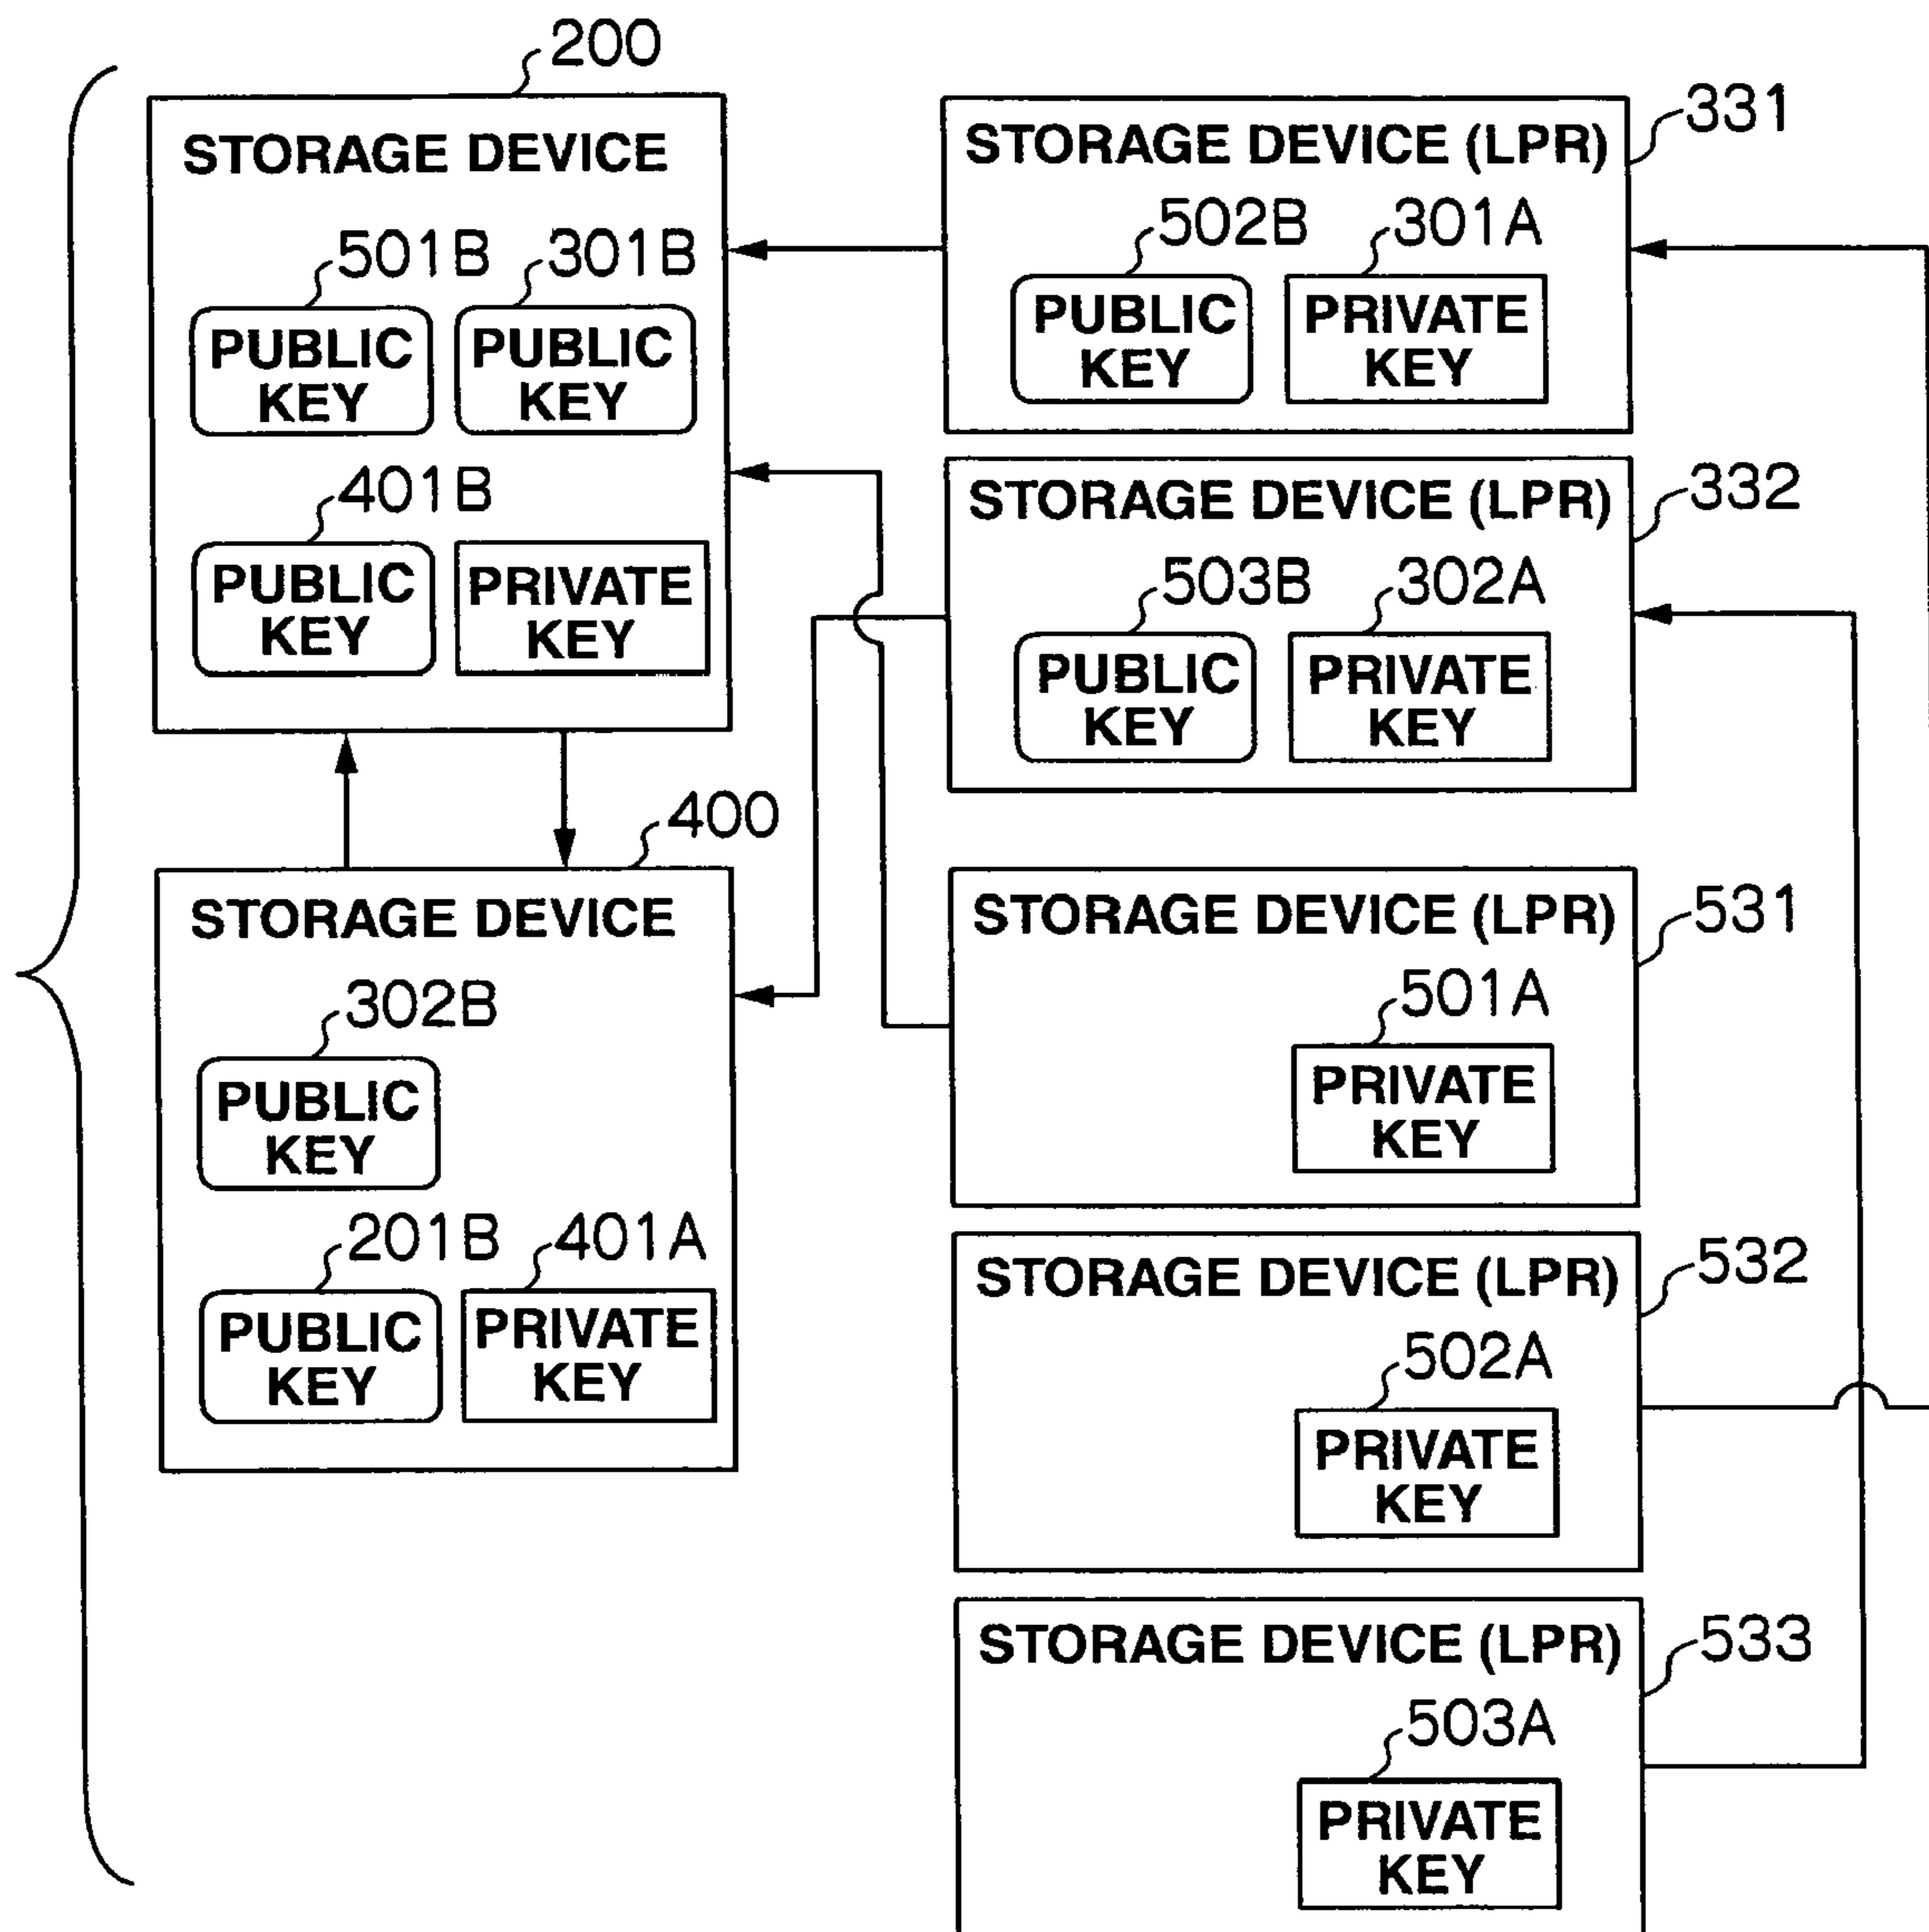 200
STORAGE DEVICE
501B
301B
PUBLIC
KEY
PUBLIC
KEY
401B
PUBLIC
KEY
PRIVATE
KEY
400
STORAGE DEVICE
302B
PUBLIC
KEY
201B
401A
PUBLIC
KEY
PRIVATE
KEY
331
STORAGE DEVICE (LPR)
502B
301A
PUBLIC
KEY
PRIVATE
KEY
332
STORAGE DEVICE (LPR)
503B
302A
PUBLIC
KEY
PRIVATE
KEY
531
STORAGE DEVICE (LPR)
501A
PRIVATE
KEY
532
STORAGE DEVICE (LPR)
502A
PRIVATE
KEY
533
STORAGE DEVICE (LPR)
503A
PRIVATE
KEY